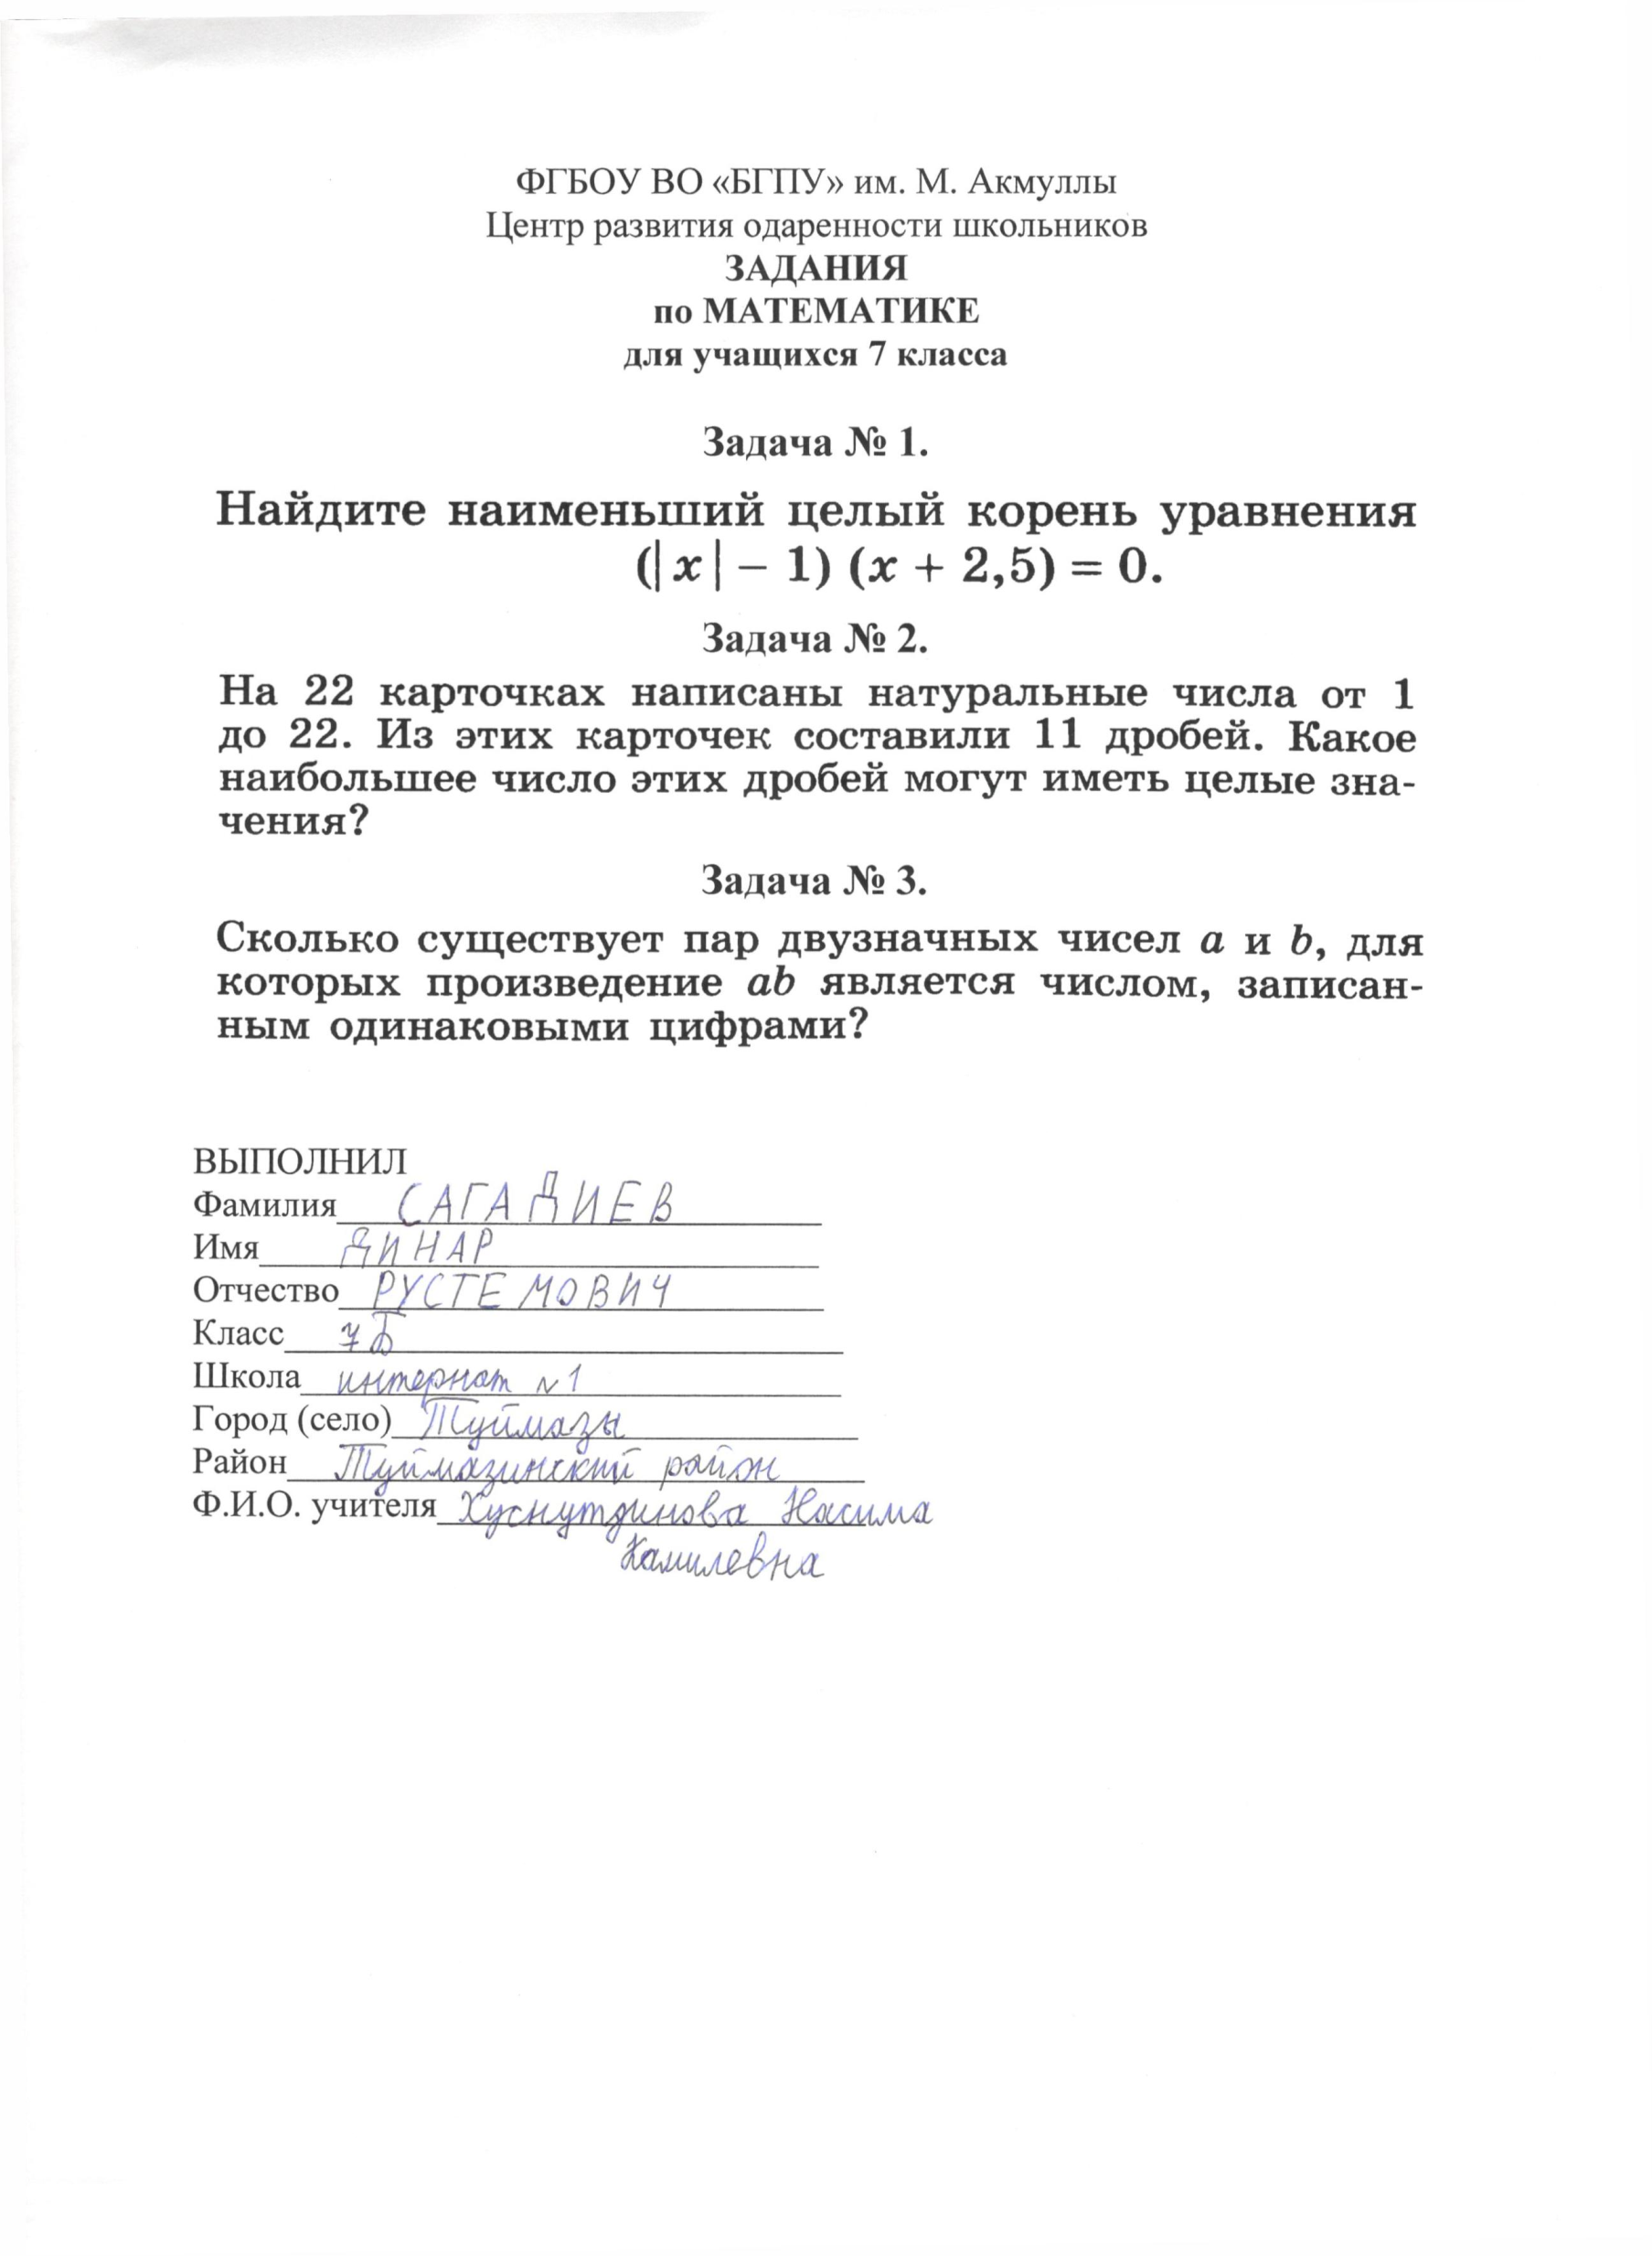 ФГБОУ ВО «БГПУ» им. М. Акмуллы
Центр развития одаренности школьников
ЗАДАНИЯ
по МАТЕМАТИКЕ
для учащихся 7 класса
Задача № 1.
Найдите наименьший целый корень уравнения
(|x| – 1) (x + 2,5) = 0.
Задача № 2.
На 22 карточках написаны натуральные числа от 1
до 22. Из этих карточек составили 11 дробей. Какое
наибольшее число этих дробей могут иметь целые зна-
чения?
Задача № 3.
Сколько существует пар двузначных чисел a и b, для
которых произведение ab является числом, записан-
ным одинаковыми цифрами?
ВЫПОЛНИЛ
Фамилия САГАДИЕВ
Имя ДИНАР
Отчество РУСТЕМОВИЧ
Класс 7Б
Школа интернат №1
Город (село) Туймазы
Район Туймазинский район
Ф.И.О. учителя Хуснутдинова Насима
Камилевна